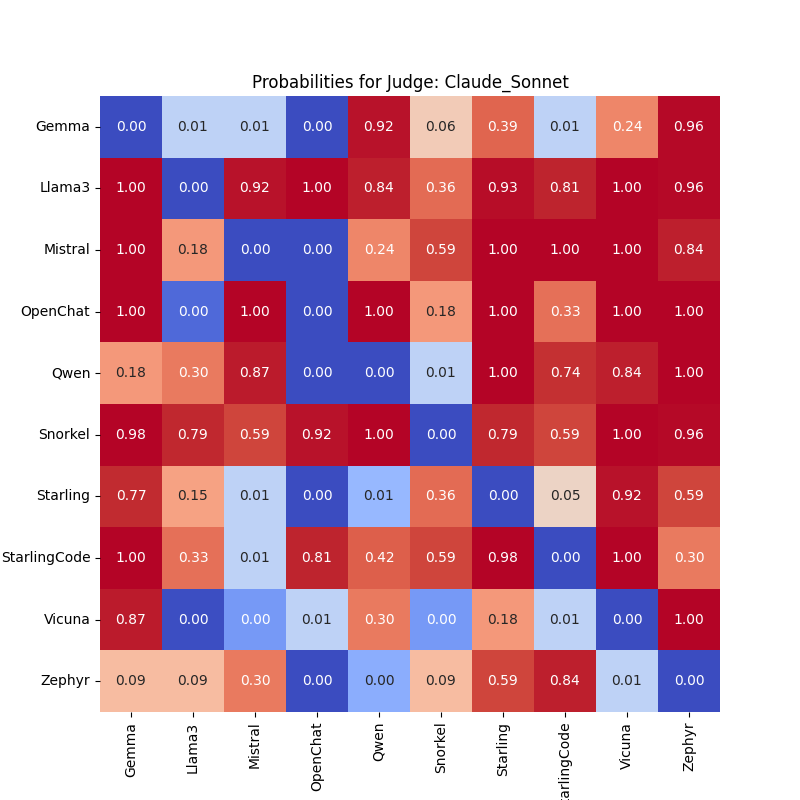 Probabilities for Judge: Claude_Sonnet
Gemma 0.00 0.01 0.01 0.00 0.92 0.06 0.39 0.01 0.24 0.96
Llama3 1.00 0.00 0.92 1.00 0.84 0.36 0.93 0.81 1.00 0.96
Mistral 1.00 0.18 0.00 0.00 0.24 0.59 1.00 1.00 1.00 0.84
OpenChat 1.00 0.00 1.00 0.00 1.00 0.18 1.00 0.33 1.00 1.00
Qwen 0.18 0.30 0.87 0.00 0.00 0.01 1.00 0.74 0.84 1.00
Snorkel 0.98 0.79 0.59 0.92 1.00 0.00 0.79 0.59 1.00 0.96
Starling 0.77 0.15 0.01 0.00 0.01 0.36 0.00 0.05 0.92 0.59
StarlingCode 1.00 0.33 0.01 0.81 0.42 0.59 0.98 0.00 1.00 0.30
Vicuna 0.87 0.00 0.00 0.01 0.30 0.00 0.18 0.01 0.00 1.00
Zephyr 0.09 0.09 0.30 0.00 0.00 0.09 0.59 0.84 0.01 0.00
Gemma Llama3 Mistral OpenChat Qwen Snorkel Starling arlingCode Vicuna Zephyr